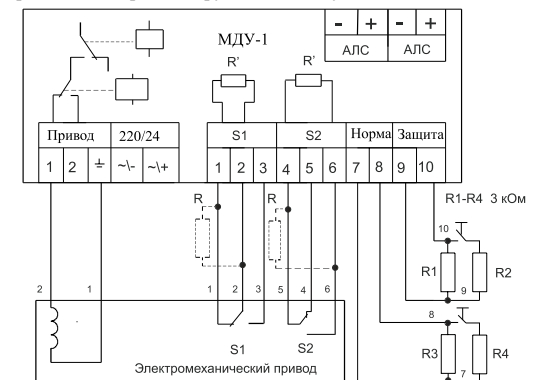 - + - +
МДУ-1
АЛС АЛС
R' R'
Привод 220/24 S1 S2 Норма Защита
1 2 ~\- ~\+ 1 2 3 4 5 6 7 8 9 10
R R R1-R4 3 кОм
10
R1 R2
2 1 1 2 3 5 4 6 9
8
S1 S2
R3 R4
Электромеханический привод
7